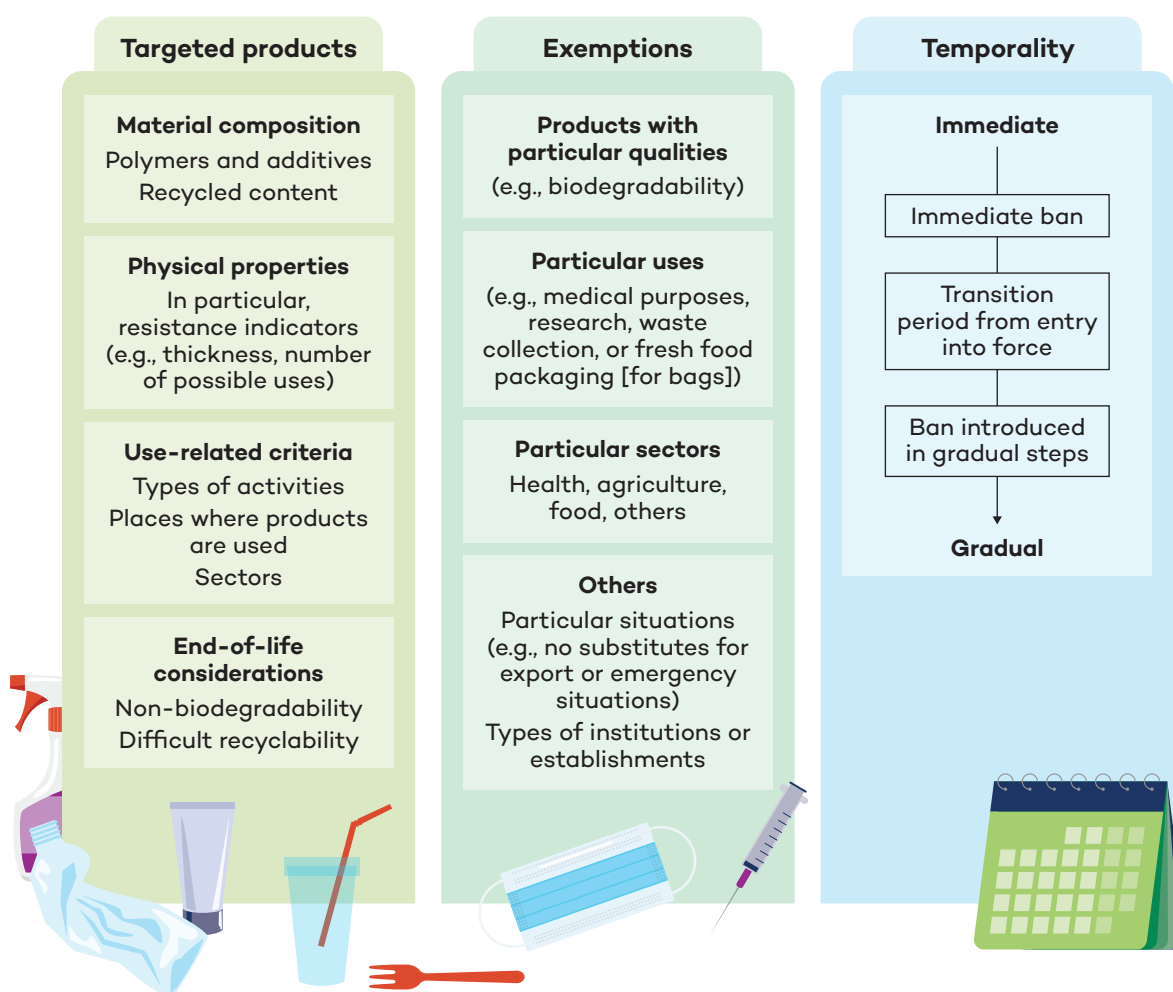 Targeted products
Material composition
Polymers and additives
Recycled content
Physical properties
In particular,
resistance indicators
(e.g., thickness, number
of possible uses)
Use-related criteria
Types of activities
Places where products
are used
Sectors
End-of-life
considerations
Non-biodegradability
Difficult recyclability
Exemptions
Products with
particular qualities
(e.g., biodegradability)
Particular uses
(e.g., medical purposes,
research, waste
collection, or fresh food
packaging [for bags])
Particular sectors
Health, agriculture,
food, others
Others
Particular situations
(e.g., no substitutes for
export or emergency
situations)
Types of institutions or
establishments
Temporality
Immediate
Immediate ban
Transition
period from entry
into force
Ban introduced
in gradual steps
Gradual